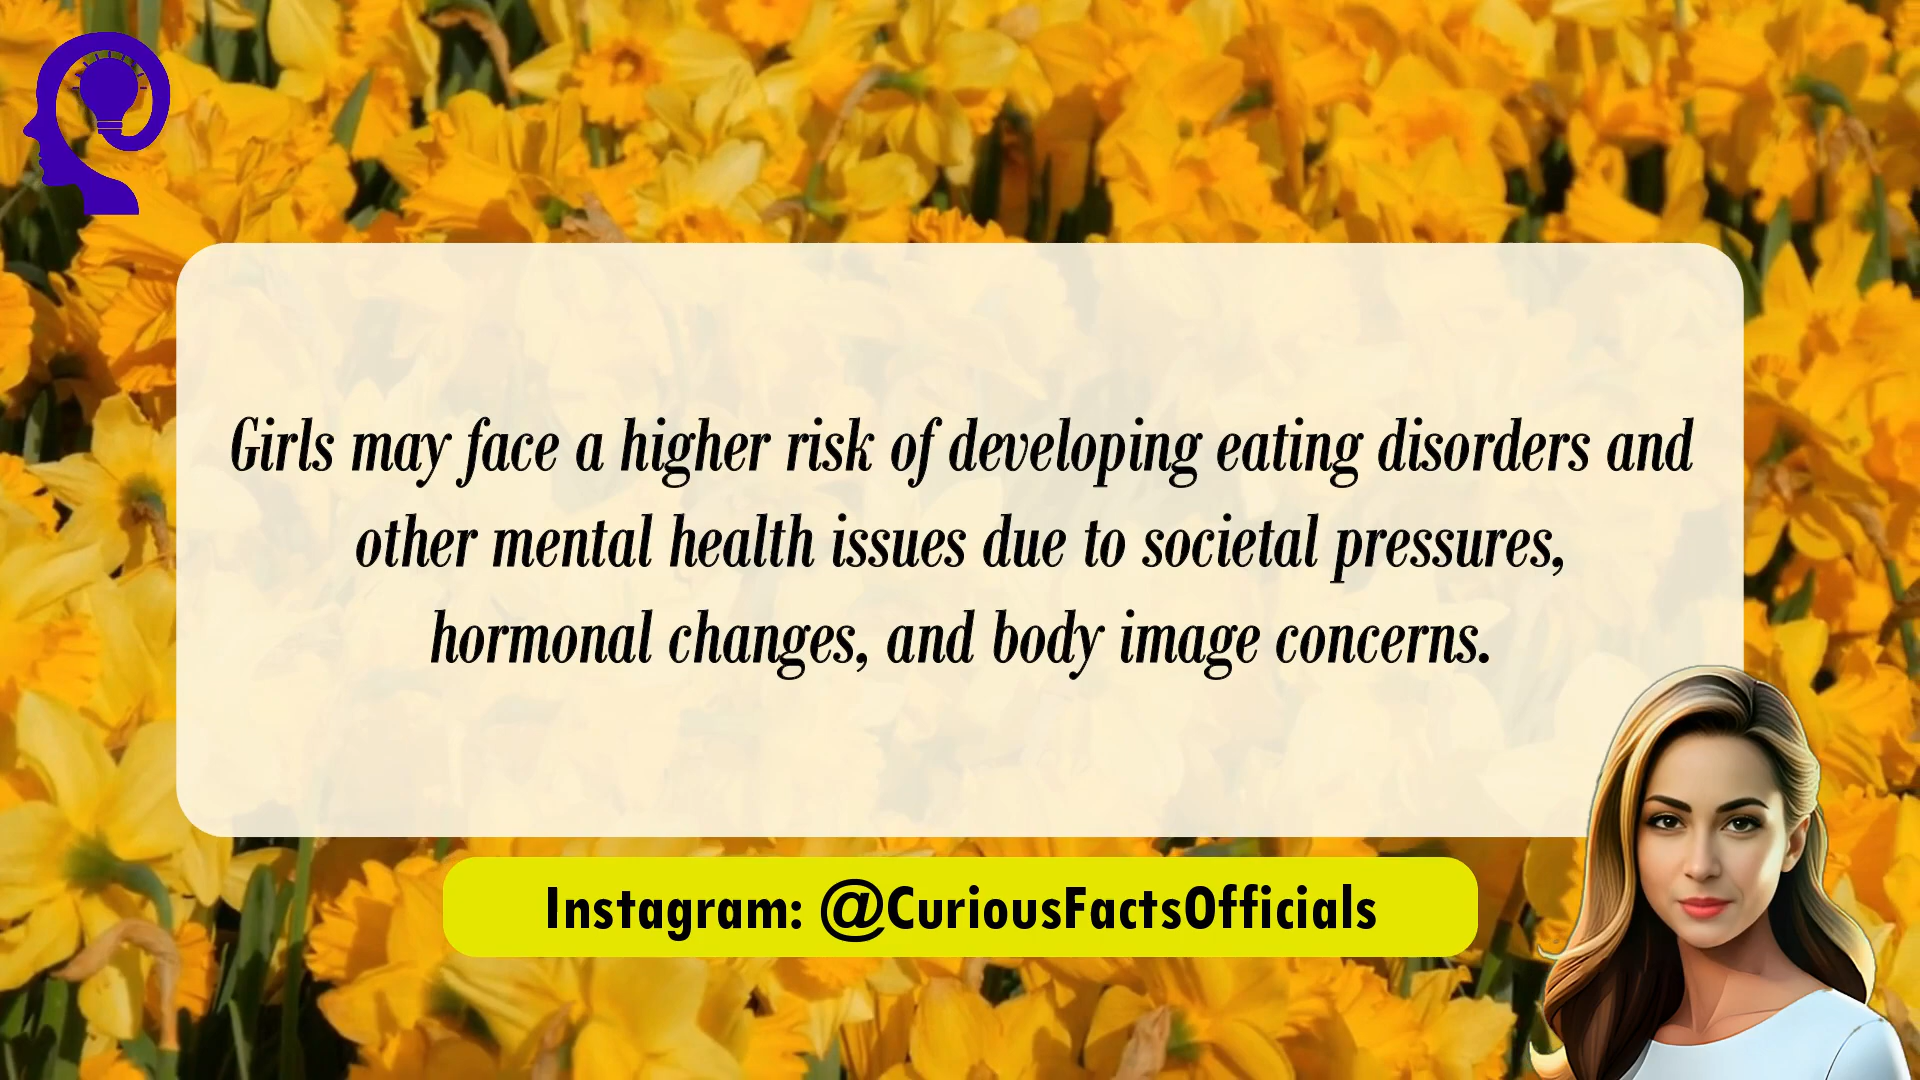 Girls may face a higher risk of developing eating disorders and
other mental health issues due to societal pressures,
hormonal changes, and body image concerns.
Instagram: @CuriousFactsOfficials